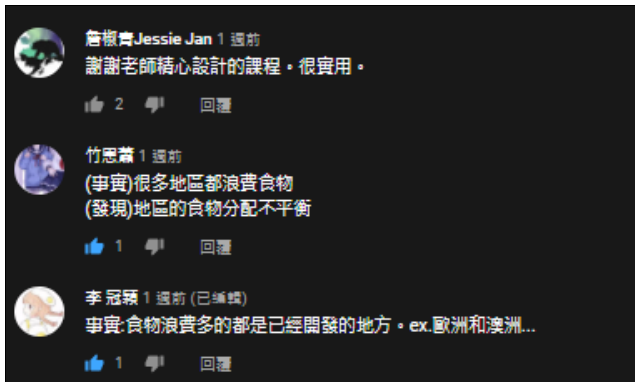 詹椒青Jessie Jan 1 週前
謝謝老師精心設計的課程。很實用。
2 回覆
竹思蕭 1 週前
(事實)很多地區都浪費食物
(發現)地區的食物分配不平衡
1 回覆
李 冠穎 1 週前 (已編輯)
事實:食物浪費多的都是已經開發的地方。ex.歐洲和澳洲...
1 回覆